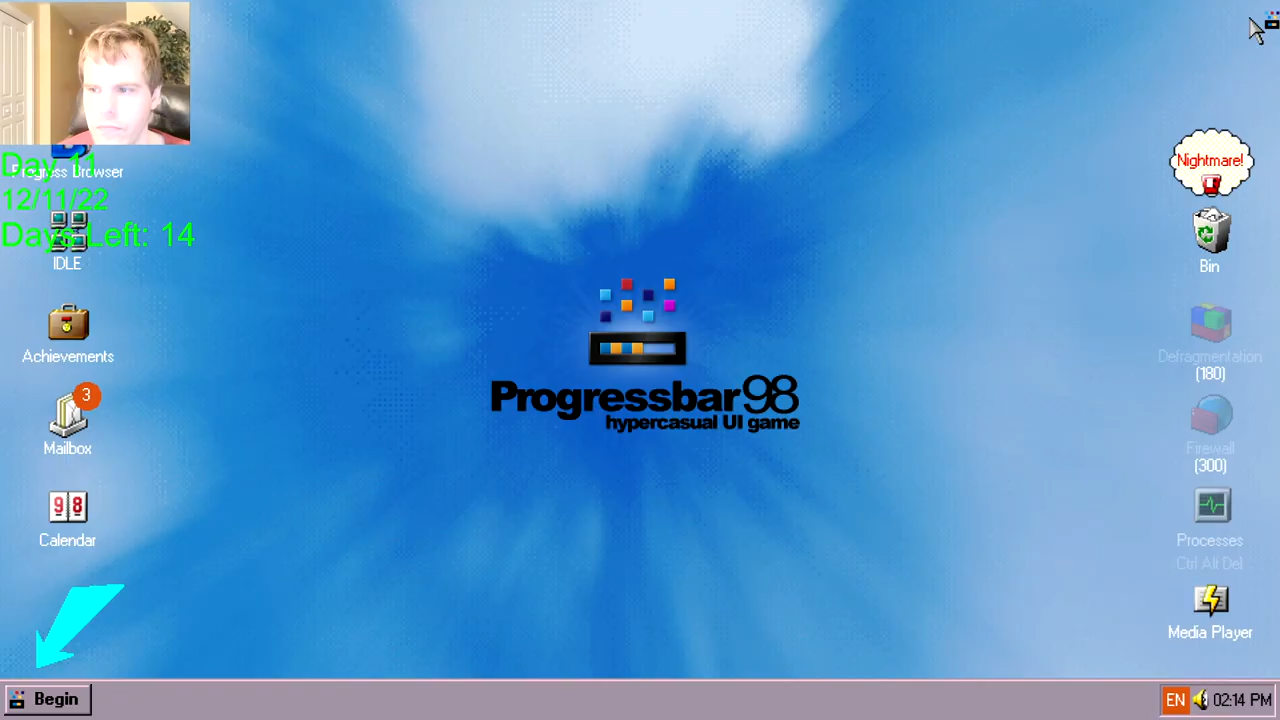 Day 11
Progress Browser
12/11/22
Days Left: 14
IDLE
Achievements
3
Mailbox
98
Calendar
Progressbar98
hypercasual UI game
Nightmare!
Bin
Defragmentation
(180)
Firewall
(300)
Processes
Ctrl Alt Del
Media Player
Begin
EN
02:14 PM